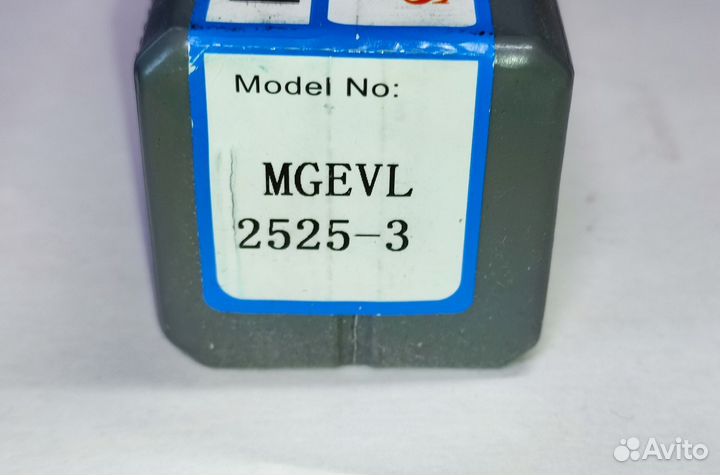 Model No:
MGEVL
2525-3
Avito